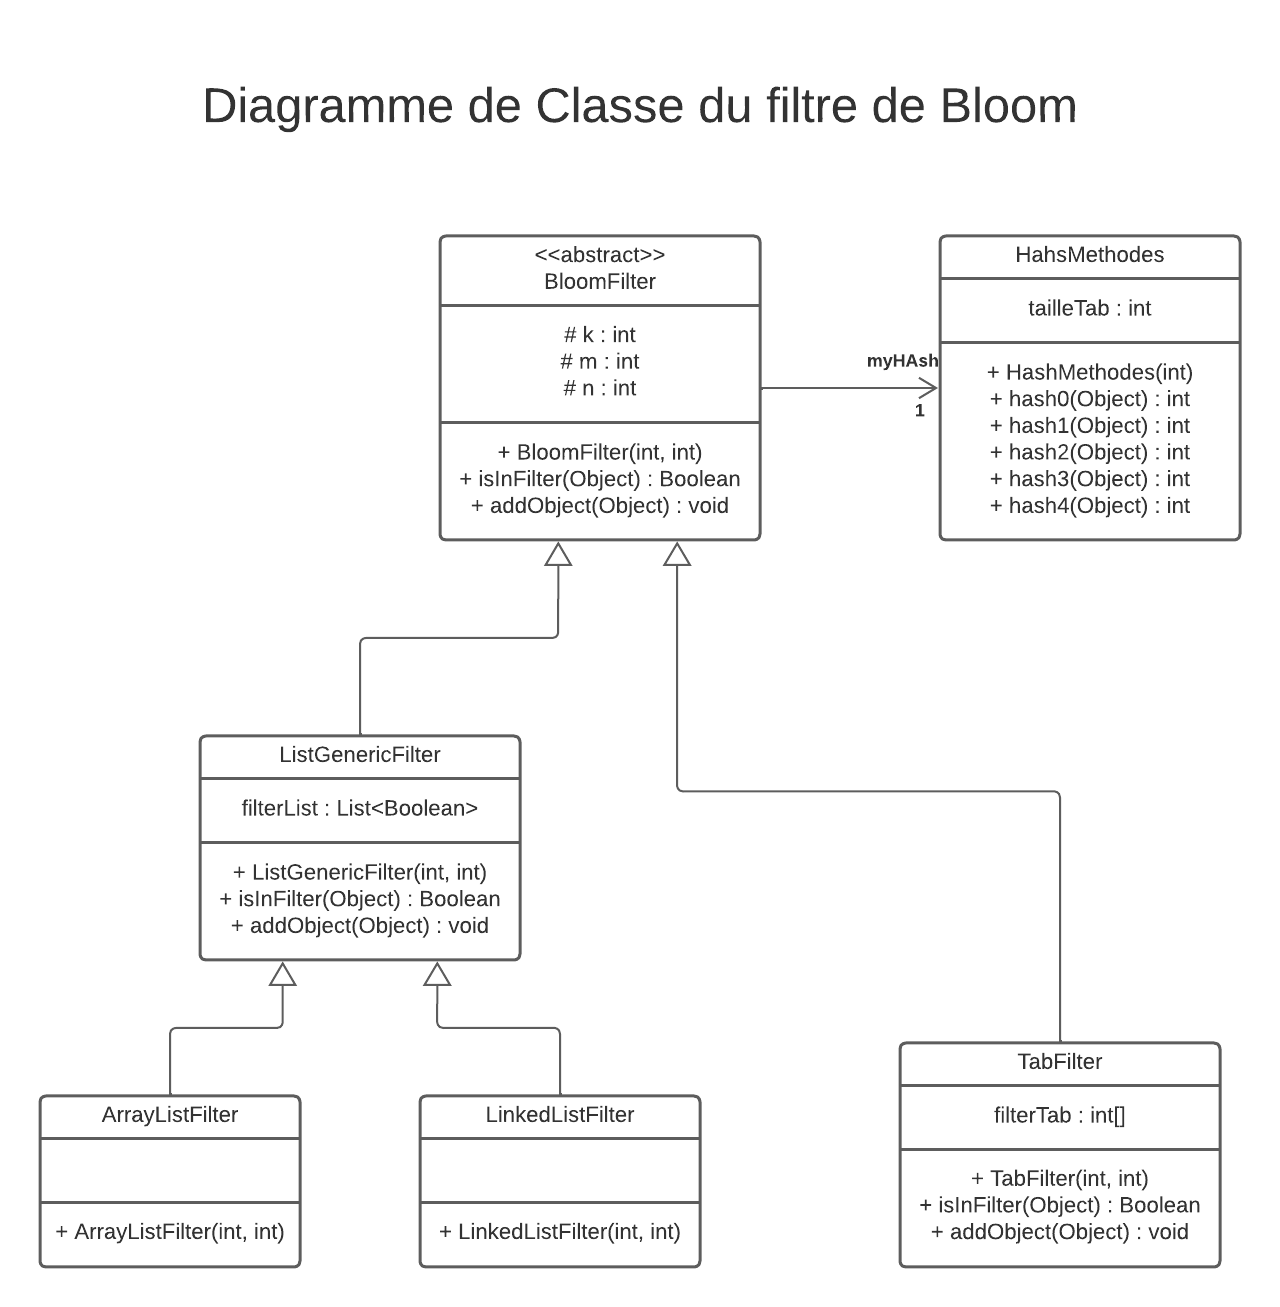 Diagramme de Classe du filtre de Bloom
<<abstract>>
BloomFilter
# k : int
# m : int
# n : int
+ BloomFilter(int, int)
+ isInFilter(Object) : Boolean
+ addObject(Object) : void
myHAsh
1
HahsMethodes
tailleTab : int
+ HashMethodes(int)
+ hash0(Object) : int
+ hash1(Object) : int
+ hash2(Object) : int
+ hash3(Object) : int
+ hash4(Object) : int
ListGenericFilter
filterList : List<Boolean>
+ ListGenericFilter(int, int)
+ isInFilter(Object) : Boolean
+ addObject(Object) : void
ArrayListFilter
+ ArrayListFilter(int, int)
LinkedListFilter
+ LinkedListFilter(int, int)
TabFilter
filterTab : int[]
+ TabFilter(int, int)
+ isInFilter(Object) : Boolean
+ addObject(Object) : void